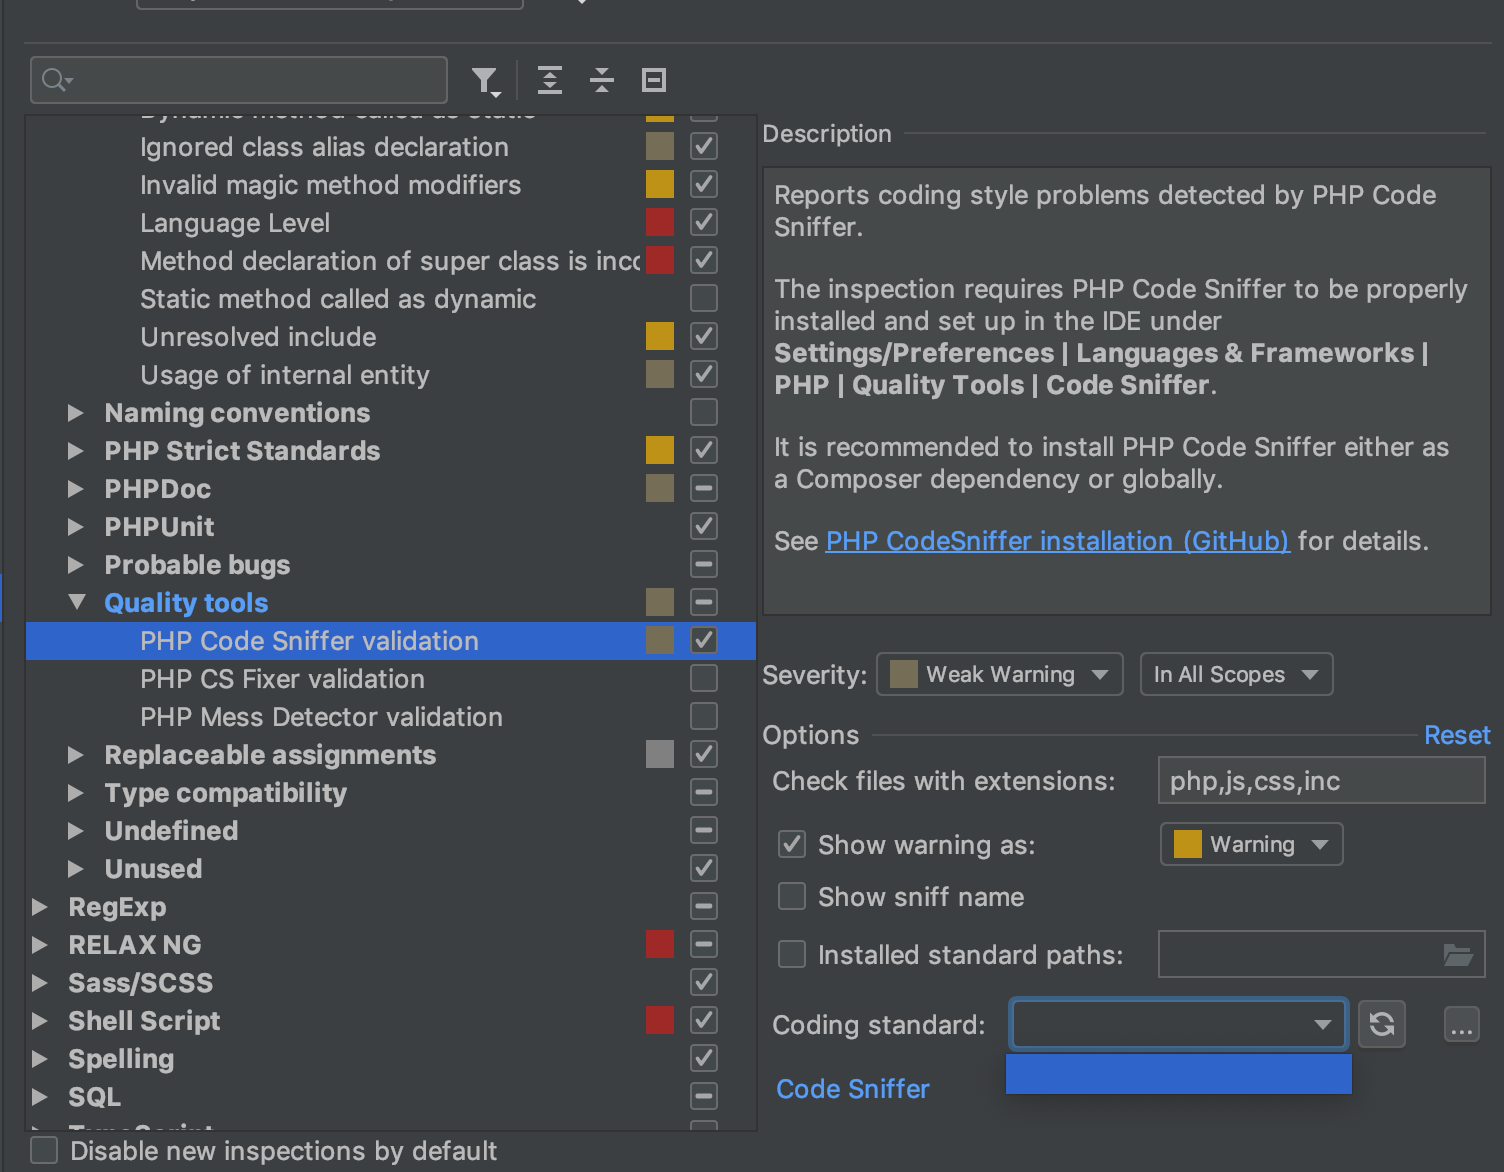 Ignored class alias declaration
Invalid magic method modifiers
Language Level
Method declaration of super class is inco
Static method called as dynamic
Unresolved include
Usage of internal entity
Naming conventions
PHP Strict Standards
PHPDoc
PHPUnit
Probable bugs
Quality tools
PHP Code Sniffer validation
PHP CS Fixer validation
PHP Mess Detector validation
Replaceable assignments
Type compatibility
Undefined
Unused
RegExp
RELAX NG
Sass/SCSS
Shell Script
Spelling
SQL
Disable new inspections by default
Description
Reports coding style problems detected by PHP Code
Sniffer.
The inspection requires PHP Code Sniffer to be properly
installed and set up in the IDE under
Settings/Preferences | Languages & Frameworks |
PHP | Quality Tools | Code Sniffer.
It is recommended to install PHP Code Sniffer either as
a Composer dependency or globally.
See PHP CodeSniffer installation (GitHub) for details.
Severity: Weak Warning In All Scopes
Options Reset
Check files with extensions: php,js,css,inc
Show warning as: Warning
Show sniff name
Installed standard paths:
Coding standard: ...
Code Sniffer